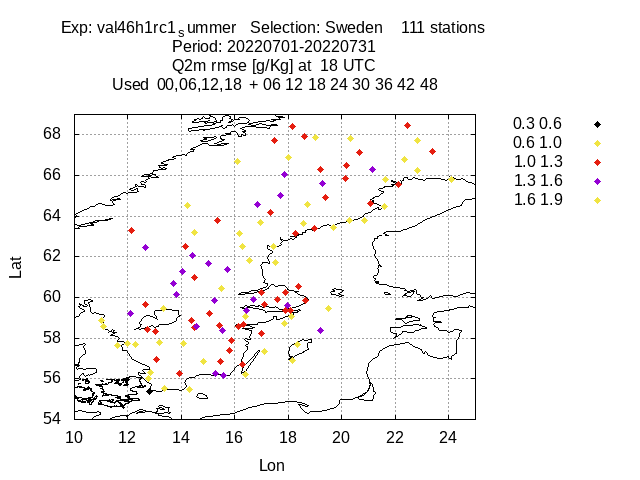 Exp: val46h1rc1summer Selection: Sweden 111 stations
Period: 20220701-20220731
Q2m rmse [g/Kg] at 18 UTC
Used 00,06,12,18 + 06 12 18 24 30 36 42 48
0.3 0.6
0.6 1.0
1.0 1.3
1.3 1.6
1.6 1.9
68
66
64
62
60
58
56
54
Lat
10 12 14 16 18 20 22 24
Lon